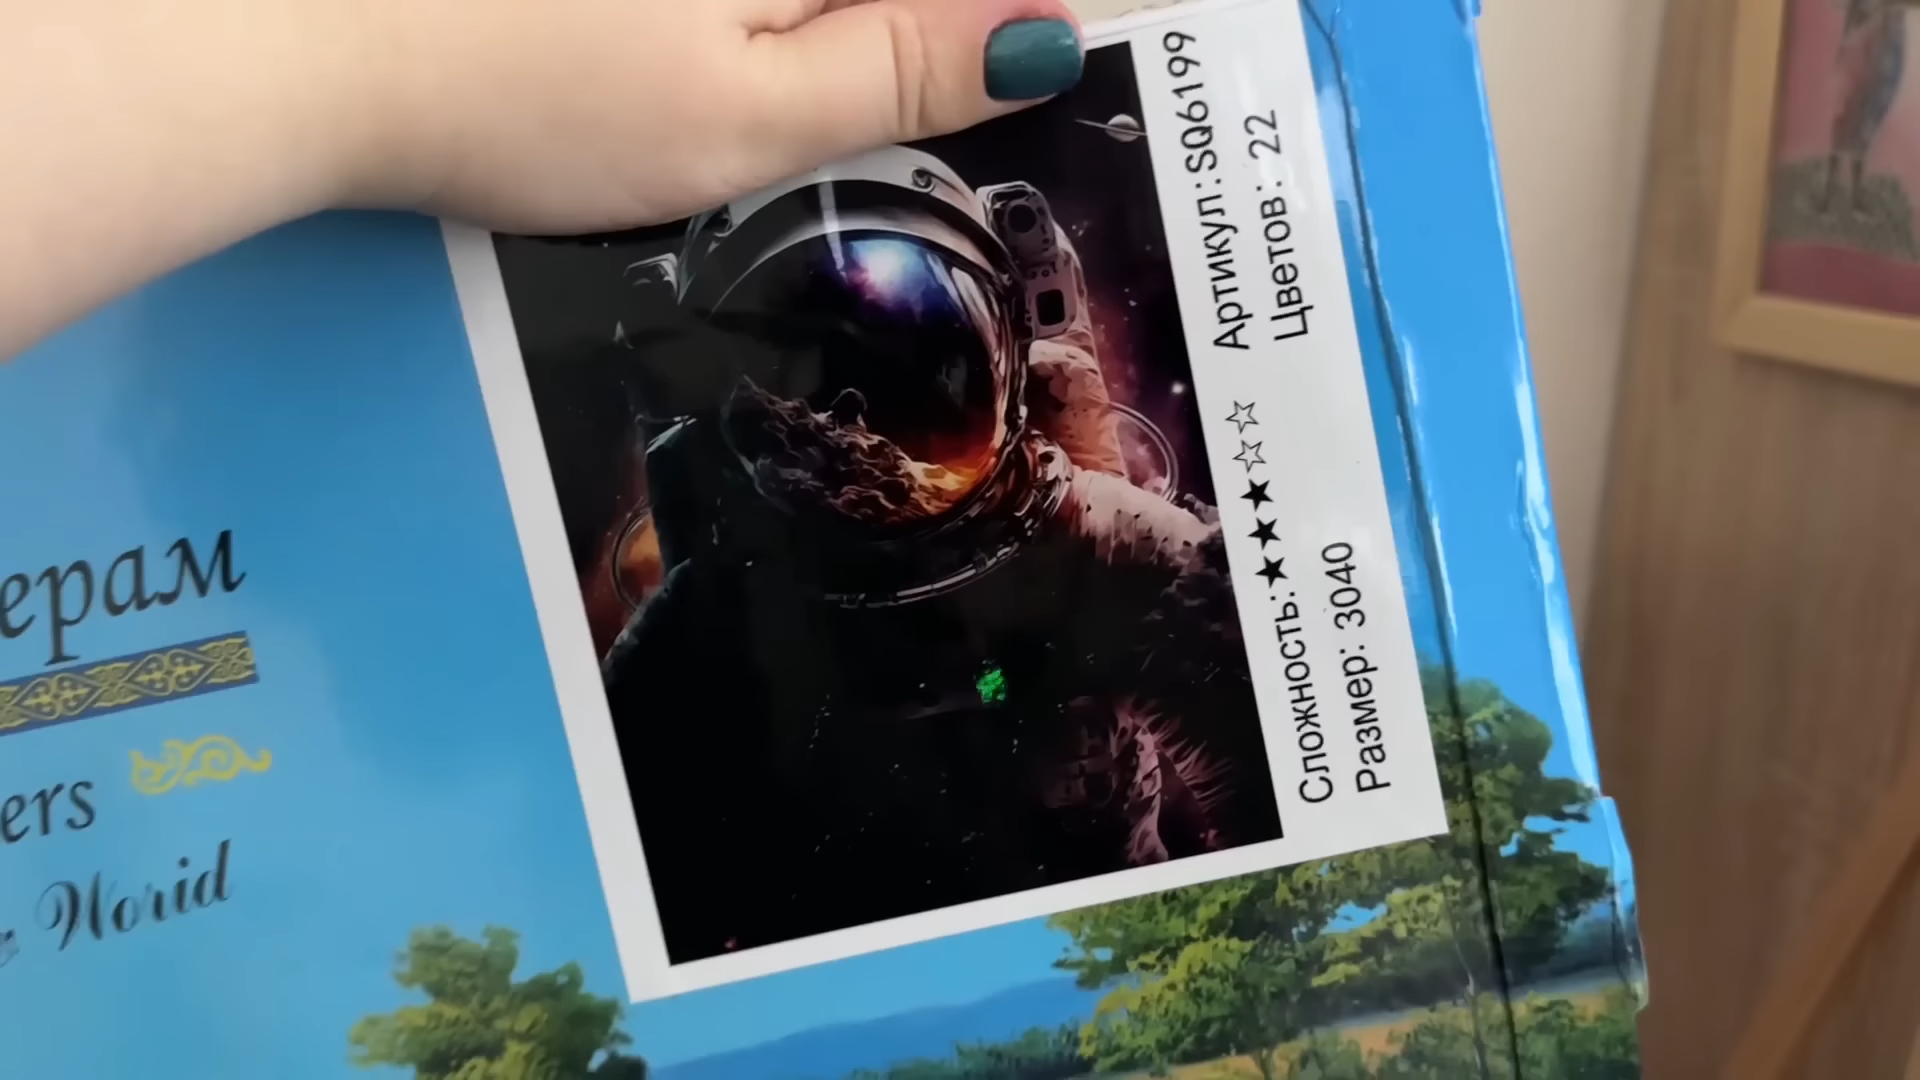 ерам
ers
World
Артикул: SQ6199
Цветов: 22
Сложность: ★★★☆☆
Размер: 3040